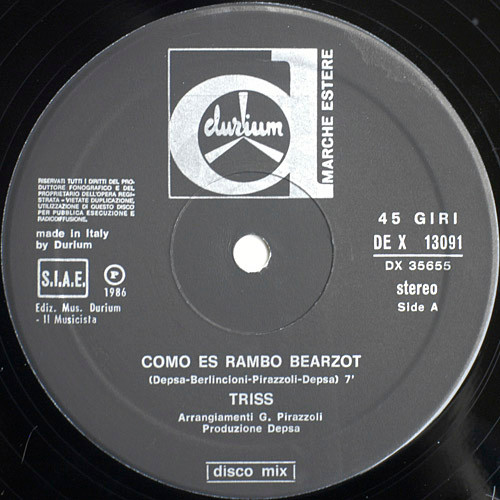 durium
MARCHE ESTERE
RISERVATI TUTTI I DIRITTI DEL PRO-
DUTTORE FONOGRAFICO E DEL
PROPRIETARIO DELL'OPERA REGI-
STRATA - VIETATE DUPLICAZIONE,
UTILIZZAZIONE DI QUESTO DISCO
PER PUBBLICA ESECUZIONE E
RADIODIFFUSIONE.
made in Italy
by Durium
S.I.A.E.
P
1986
Ediz. Mus. Durium
- Il Musicista
45 GIRI
DE X 13091
DX 35655
stereo
Side A
COMO ES RAMBO BEARZOT
(Depsa-Berlincioni-Pirazzoli-Depsa) 7'
TRISS
Arrangiamenti G. Pirazzoli
Produzione Depsa
disco mix